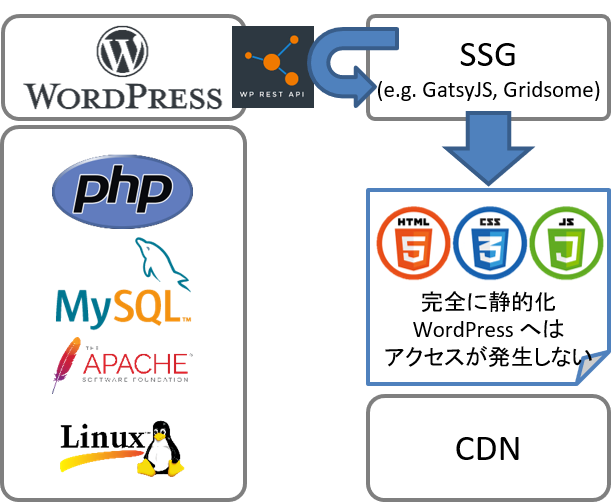 WORDPRESS
WP REST API
SSG
(e.g. GatsyJS, Gridsome)
php
MySQL™
THE
APACHE
SOFTWARE FOUNDATION
Linux
HTML
5
CSS
3
JS
完全に静的化
WordPress へは
アクセスが発生しない
CDN